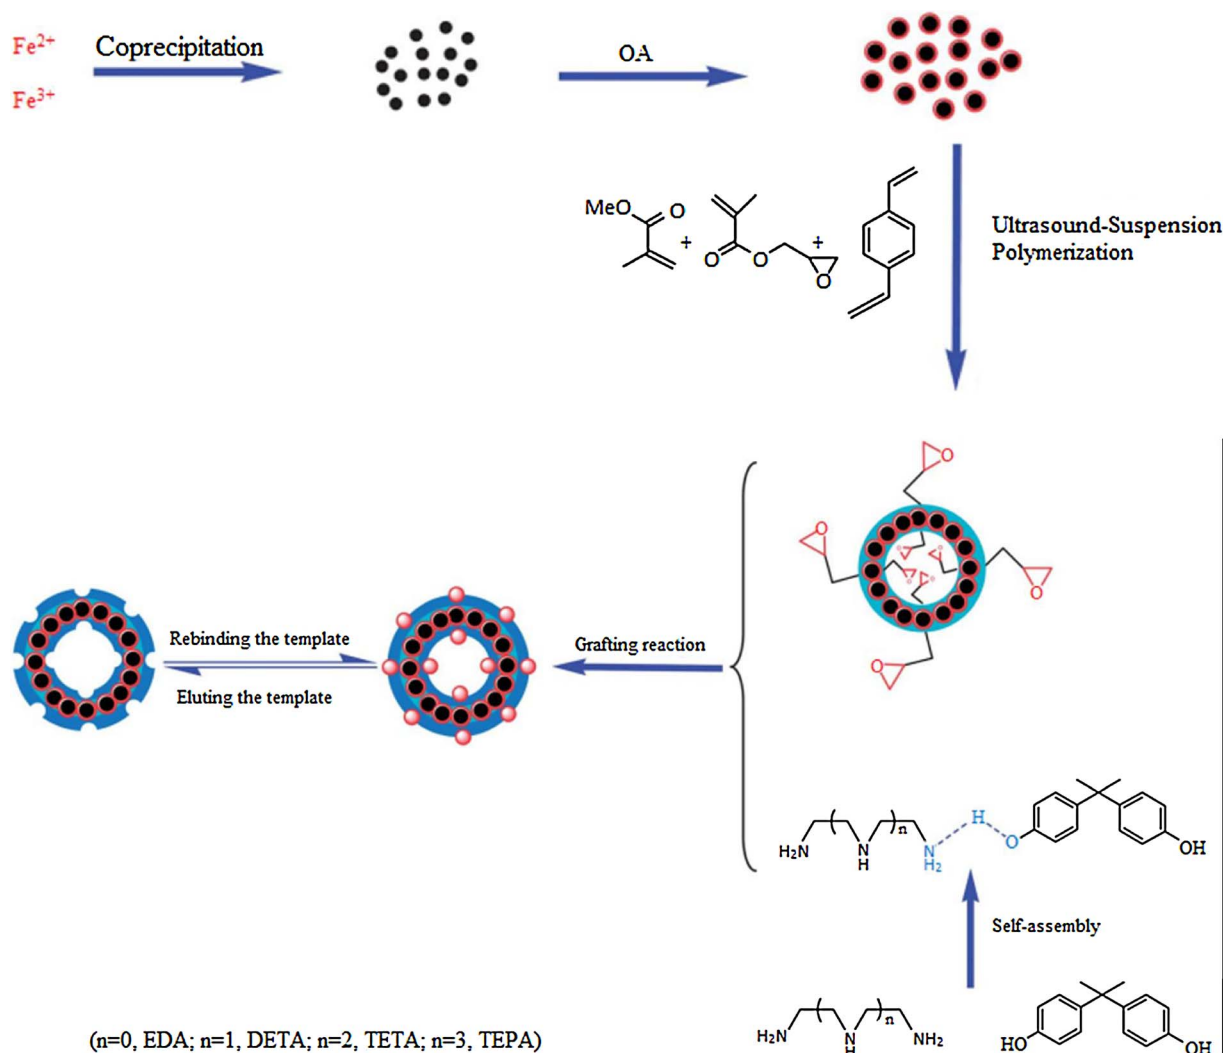 Fe2+
Coprecipitation
OA
Fe3+
MeO
O
+
O
O
O
+
Ultrasound-Suspension
Polymerization
O
O
O
O
O
O
O
O
Rebinding the template
Eluting the template
Grafting reaction
H2N
N
H
n
N
H2
H
O
OH
Self-assembly
H2N
N
H
n
NH2
HO
OH
(n=0, EDA; n=1, DETA; n=2, TETA; n=3, TEPA)